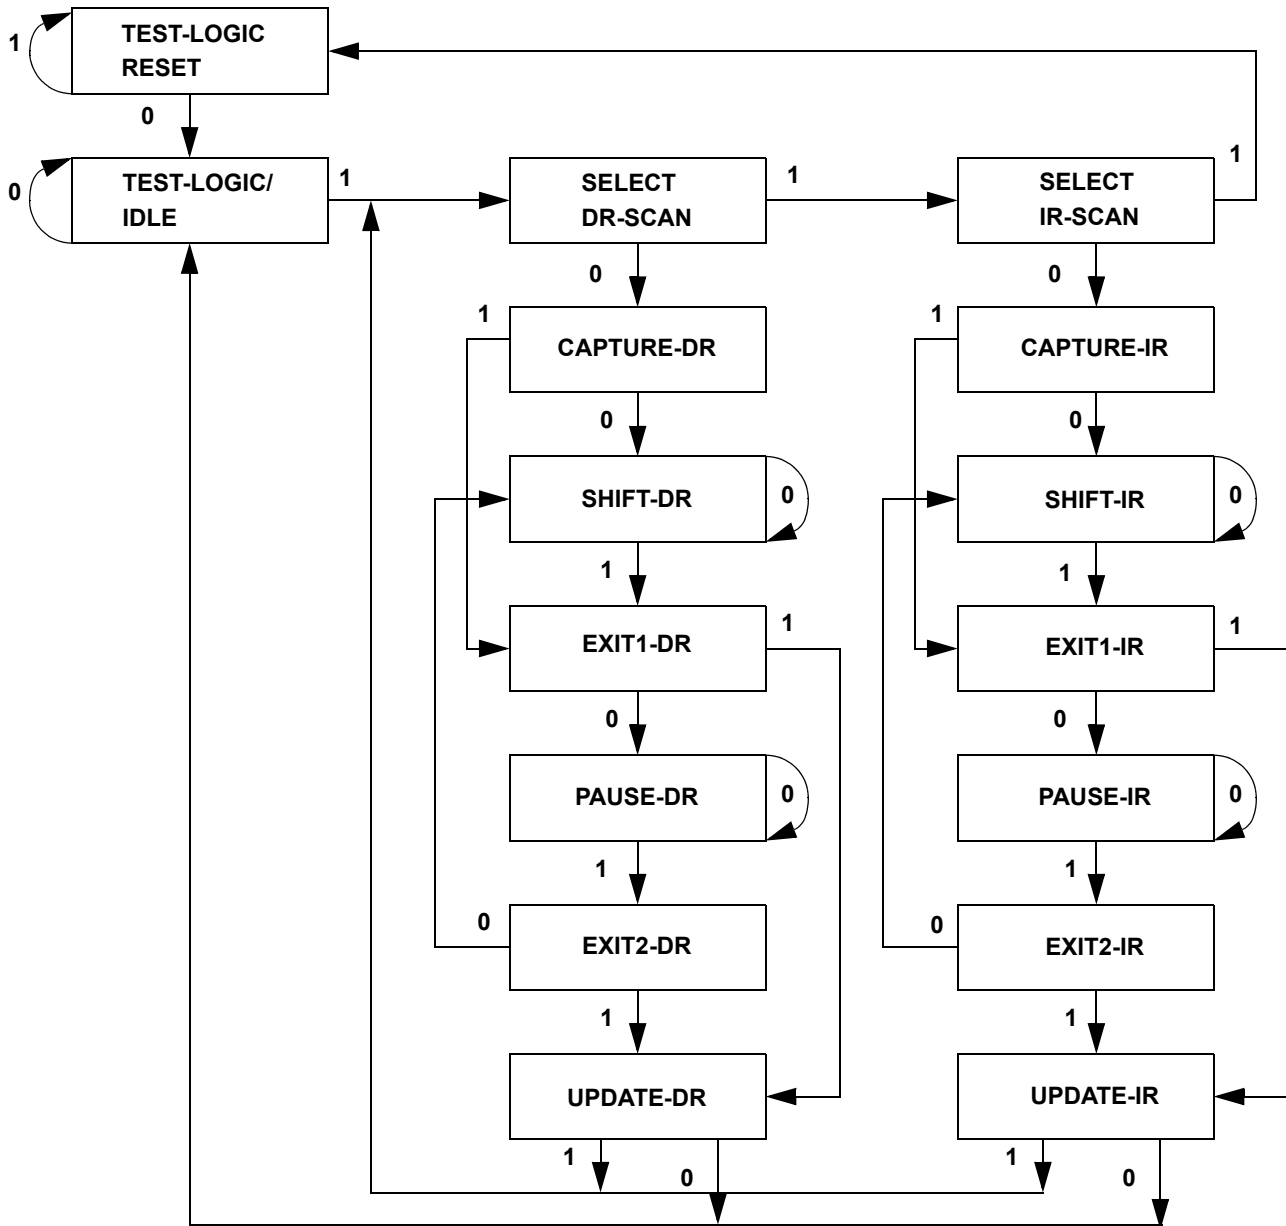 1
TEST-LOGIC
RESET
0
0
TEST-LOGIC/
IDLE
1
SELECT
DR-SCAN
1
SELECT
IR-SCAN
1
0
0
1
CAPTURE-DR
1
CAPTURE-IR
0
0
SHIFT-DR
0
SHIFT-IR
0
1
1
EXIT1-DR
1
EXIT1-IR
1
0
0
PAUSE-DR
0
PAUSE-IR
0
1
1
0
EXIT2-DR
0
EXIT2-IR
1
1
UPDATE-DR
UPDATE-IR
1
0
1
0